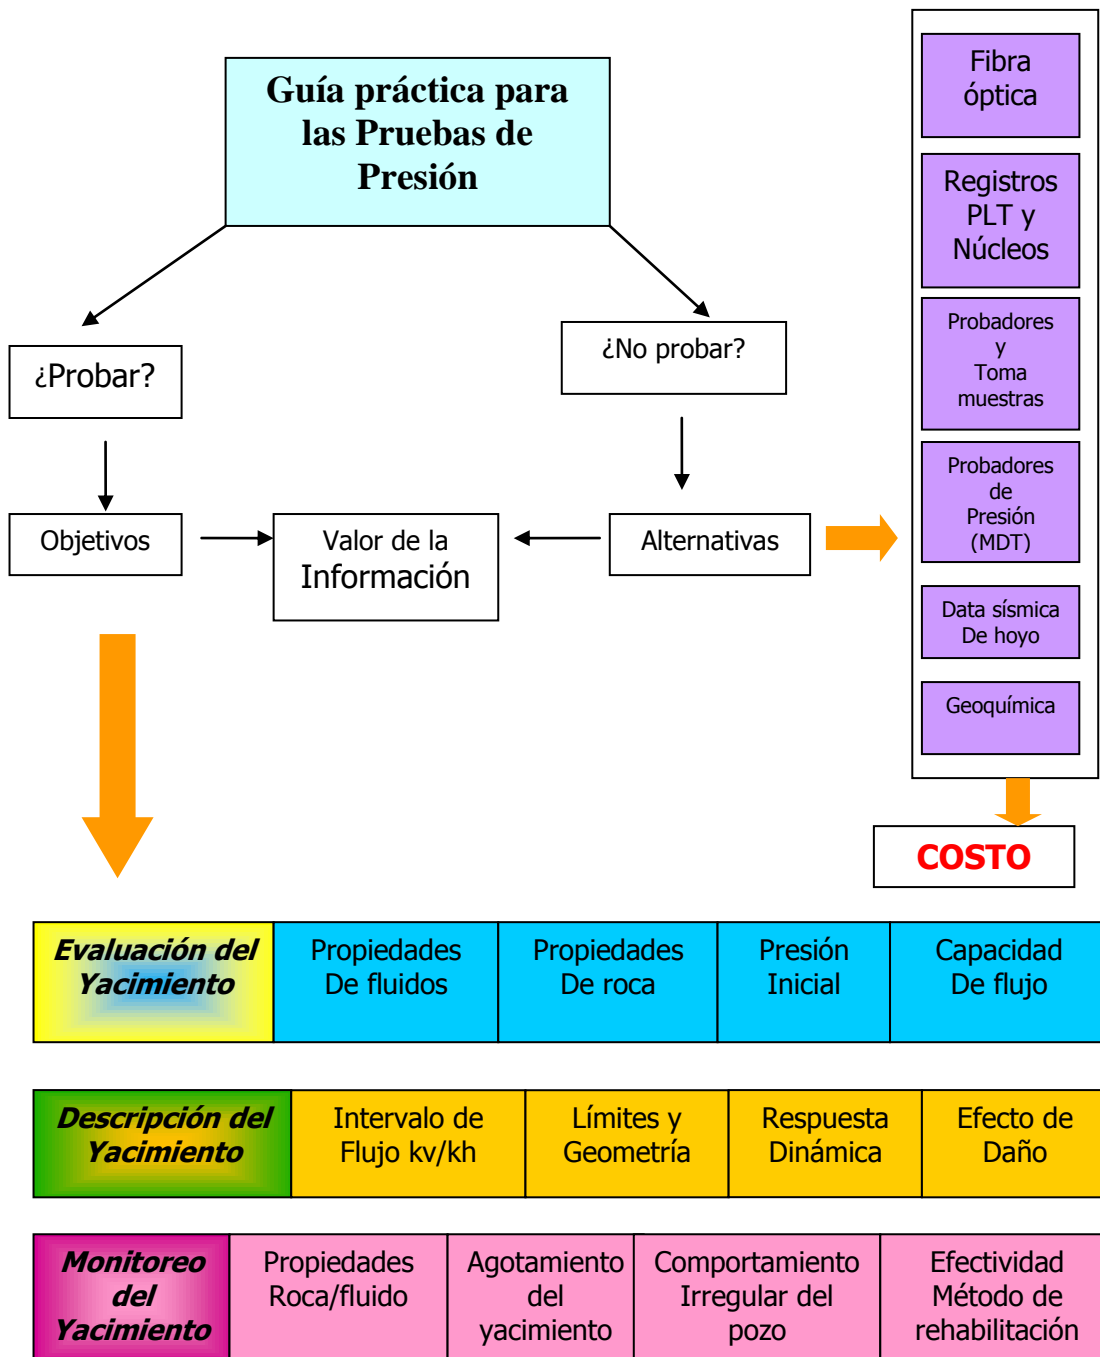 Guía práctica para
las Pruebas de
Presión
¿Probar?
¿No probar?
Objetivos
Valor de la
Información
Alternativas
Fibra
óptica
Registros
PLT y
Núcleos
Probadores
y
Toma
muestras
Probadores
de
Presión
(MDT)
Data sísmica
De hoyo
Geoquímica
COSTO
Evaluación del
Yacimiento
Propiedades
De fluidos
Propiedades
De roca
Presión
Inicial
Capacidad
De flujo
Descripción del
Yacimiento
Intervalo de
Flujo kv/kh
Límites y
Geometría
Respuesta
Dinámica
Efecto de
Daño
Monitoreo
del
Yacimiento
Propiedades
Roca/fluido
Agotamiento
del
yacimiento
Comportamiento
Irregular del
pozo
Efectividad
Método de
rehabilitación